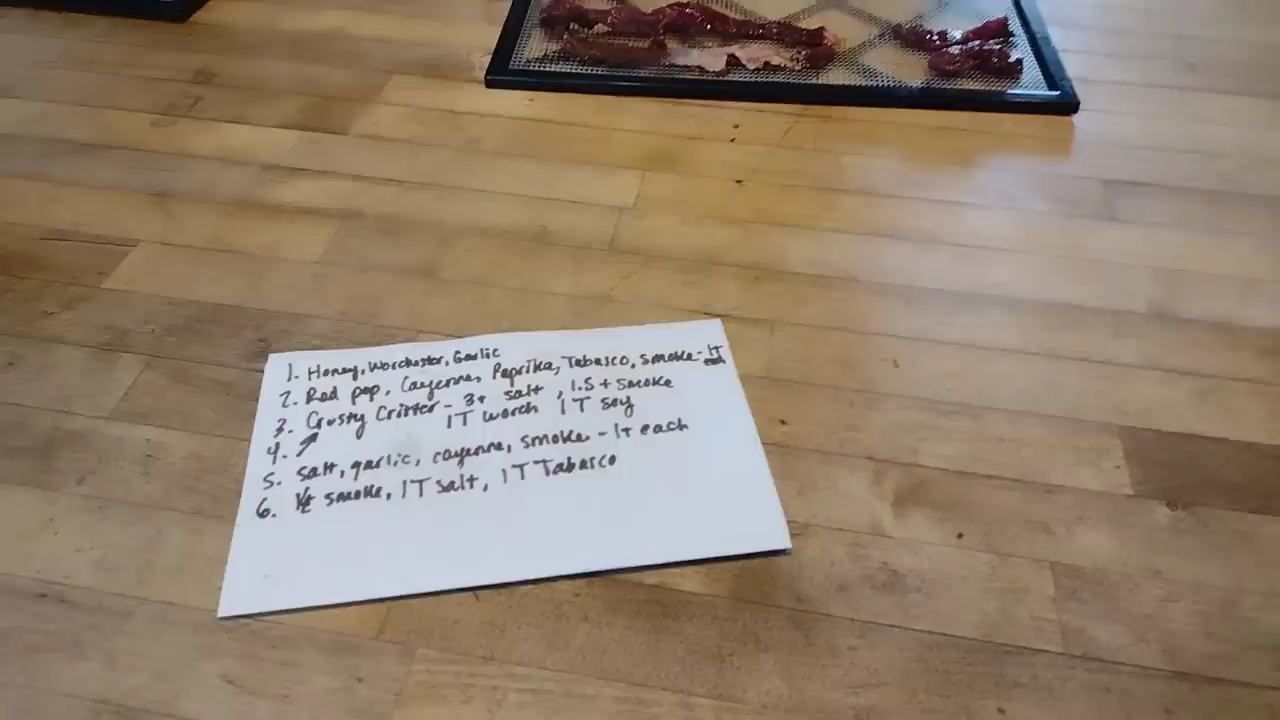 1. Honey, Worchester, Garlic
2. Red pep, Cayenne, Paprika, Tabasco, smoke - 1T each
3. Crusty Critter - 3t salt, 1.5t smoke
1T worch 1T soy
4. ↗
5. salt, garlic, cayenne, smoke - 1t each
6. smoke, 1T salt, 1T Tabasco